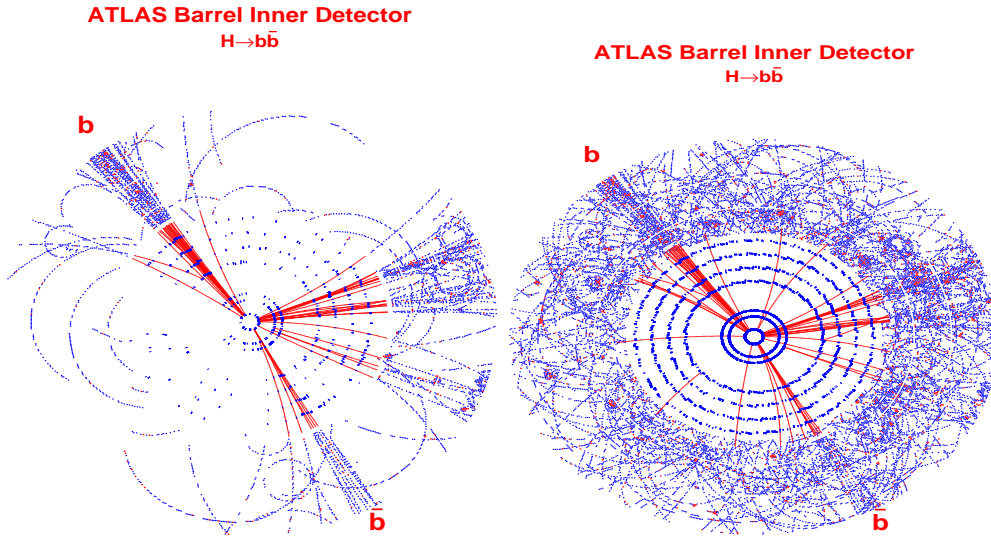 ATLAS Barrel Inner Detector
H→bb̄
b
b̄
ATLAS Barrel Inner Detector
H→bb̄
b
b̄